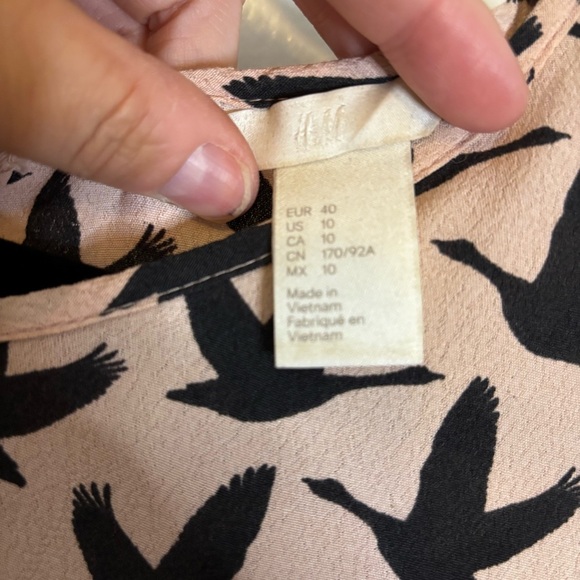 H&M
EUR 40
US 10
CA 10
CN 170/92A
MX 10
Made in
Vietnam
Fabriqué en
Vietnam